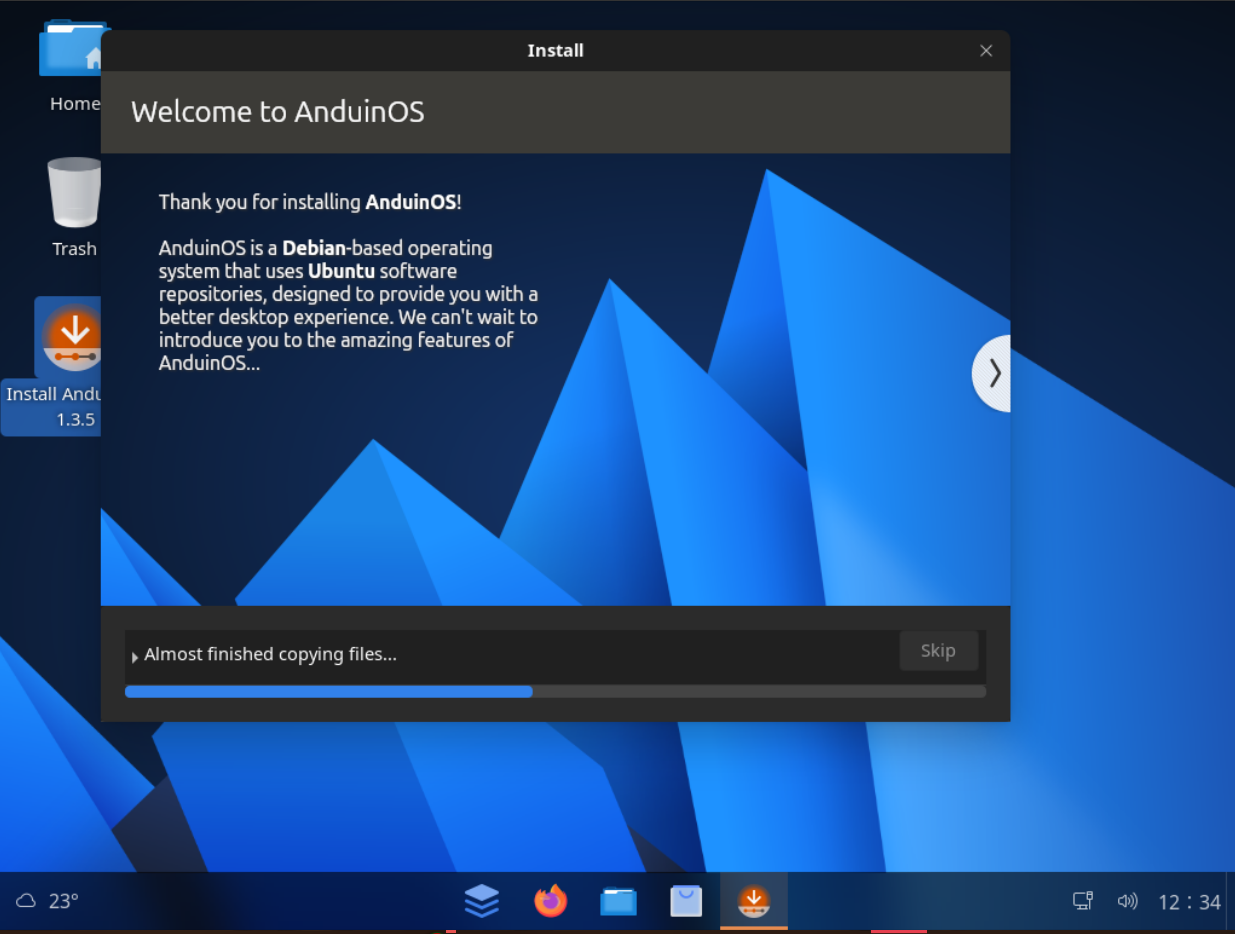 Install
Home
Welcome to AnduinOS
Trash
Thank you for installing AnduinOS!
AnduinOS is a Debian-based operating
system that uses Ubuntu software
repositories, designed to provide you with a
better desktop experience. We can't wait to
introduce you to the amazing features of
AnduinOS...
Install Andu
1.3.5
Almost finished copying files...
Skip
23°
12 : 34